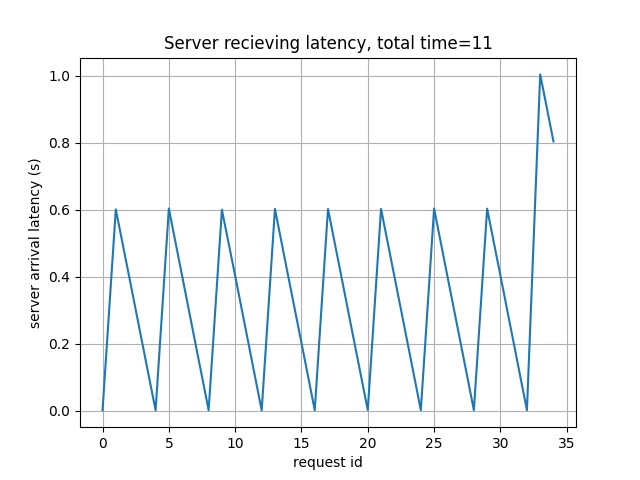 Server recieving latency, total time=11
server arrival latency (s)
1.0
0.8
0.6
0.4
0.2
0.0
0 5 10 15 20 25 30 35
request id